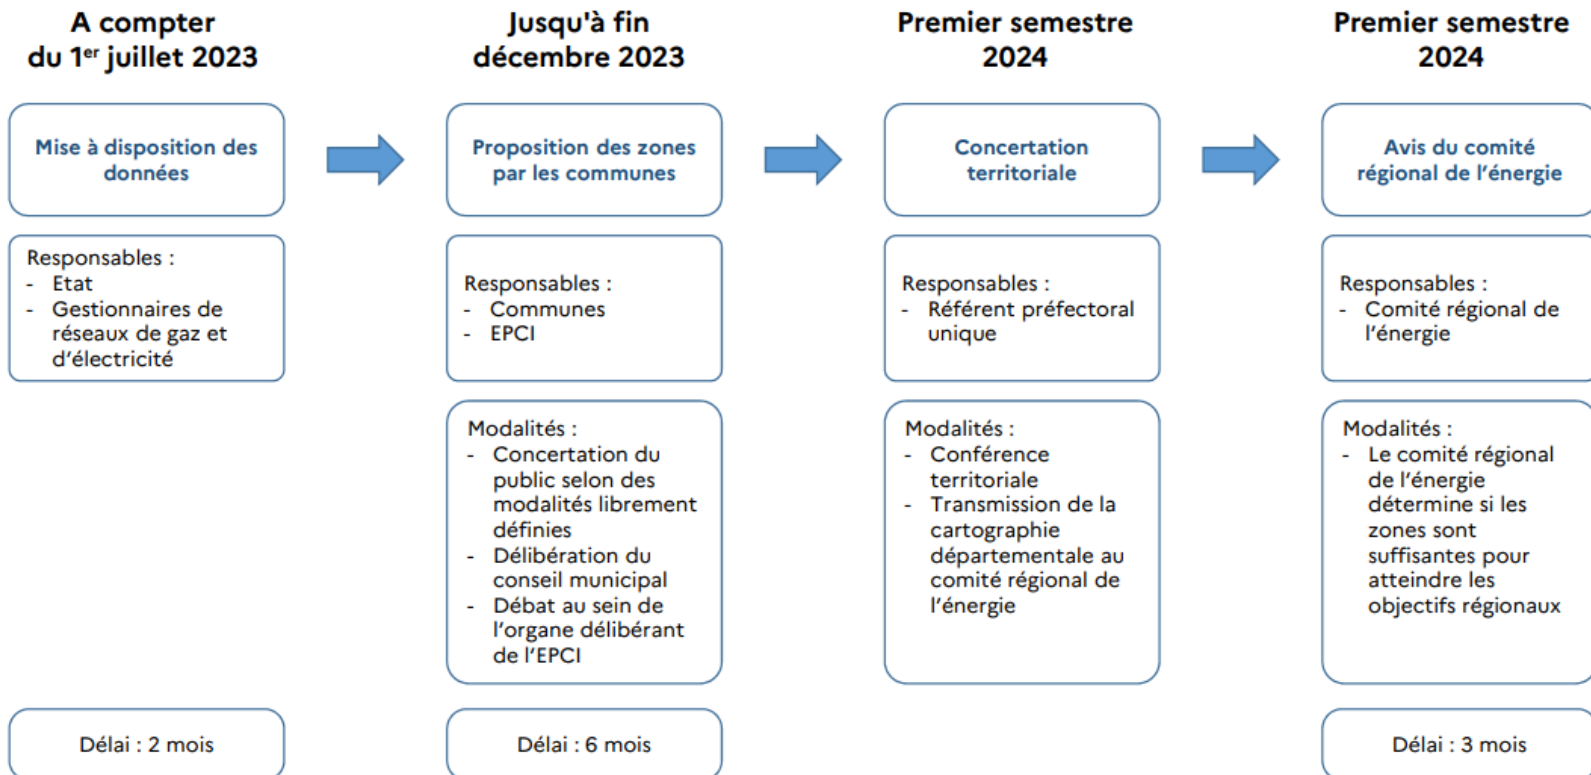 A compter
du 1er juillet 2023
Mise à disposition des
données
Responsables :
- Etat
- Gestionnaires de
réseaux de gaz et
d'électricité
Délai : 2 mois
Jusqu'à fin
décembre 2023
Proposition des zones
par les communes
Responsables :
- Communes
- EPCI
Modalités :
- Concertation du
public selon des
modalités librement
définies
- Délibération du
conseil municipal
- Débat au sein de
l'organe délibérant
de l'EPCI
Délai : 6 mois
Premier semestre
2024
Concertation
territoriale
Responsables :
- Référent préfectoral
unique
Modalités :
- Conférence
territoriale
- Transmission de la
cartographie
départementale au
comité régional de
l'énergie
Premier semestre
2024
Avis du comité
régional de l'énergie
Responsables :
- Comité régional de
l'énergie
Modalités :
- Le comité régional
de l'énergie
détermine si les
zones sont
suffisantes pour
atteindre les
objectifs régionaux
Délai : 3 mois